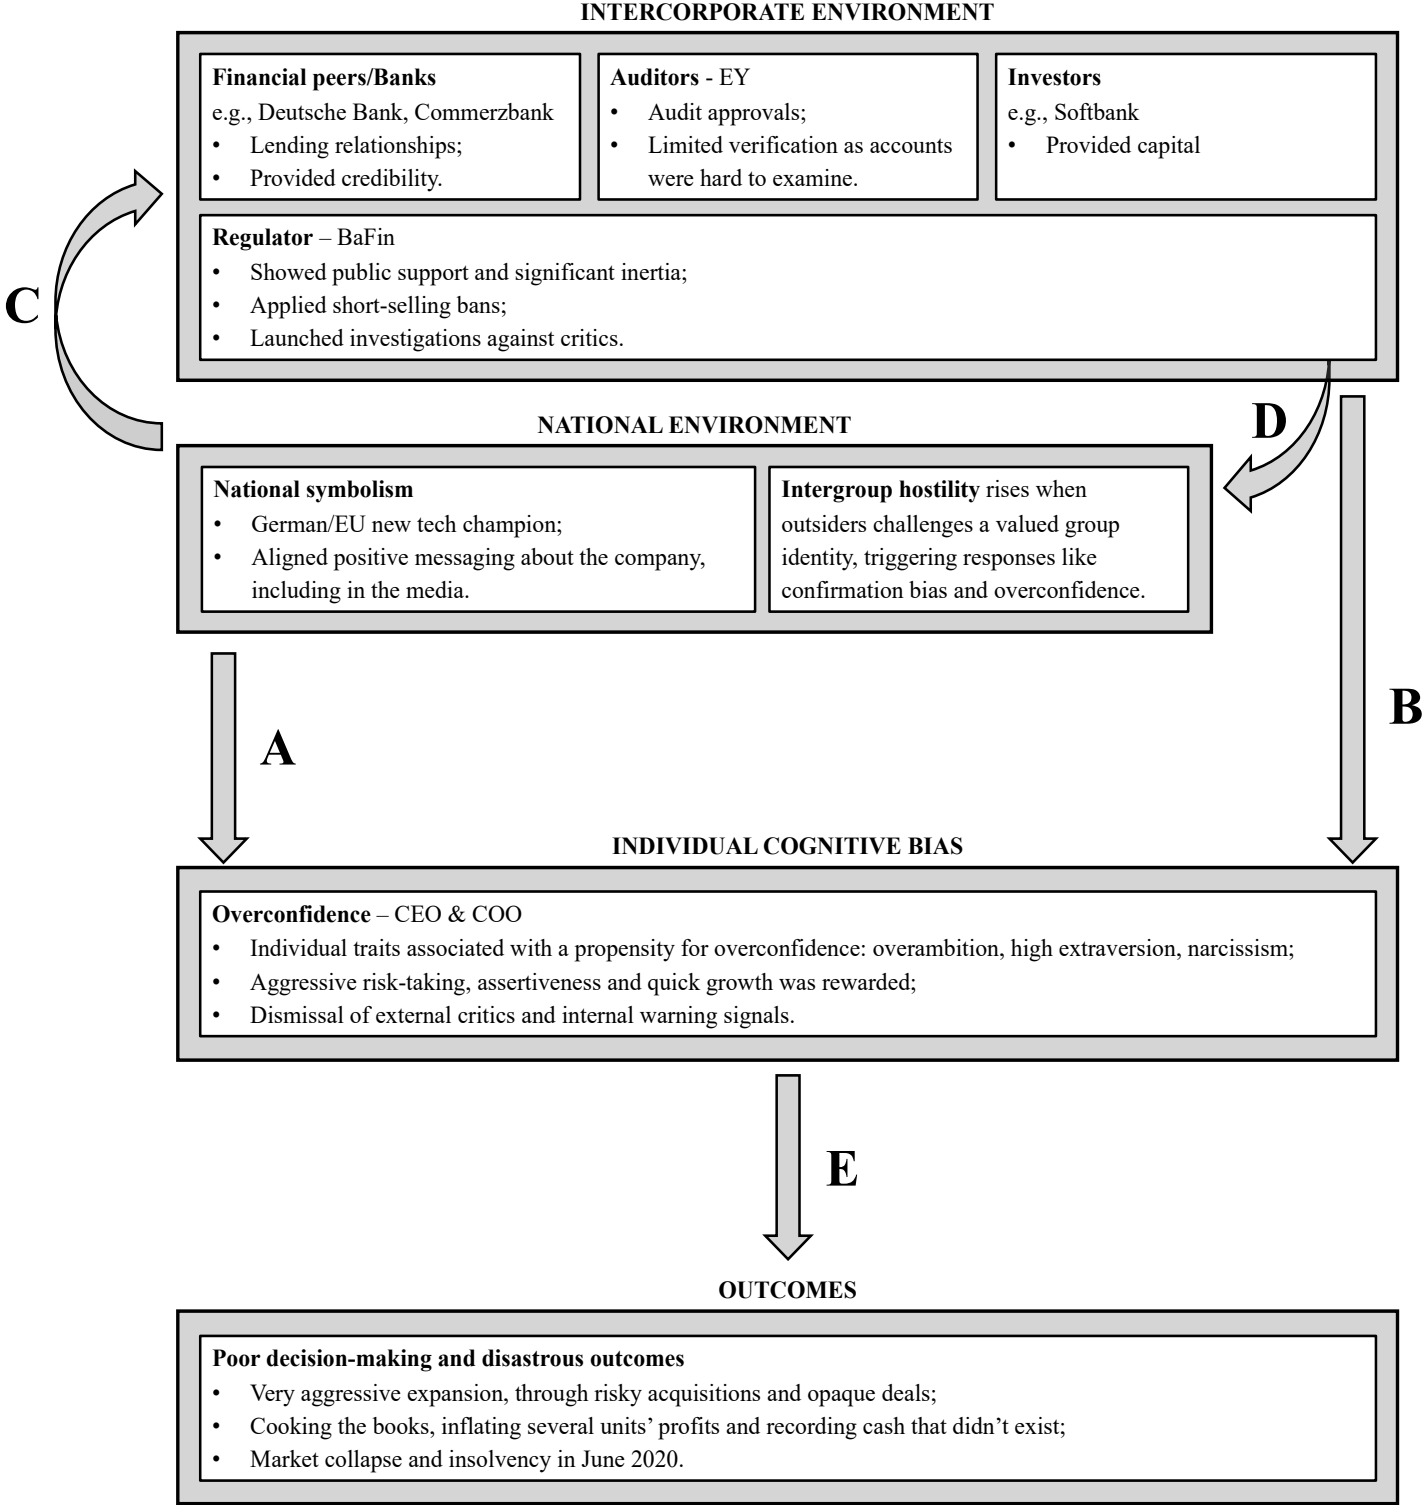 INTERCORPORATE ENVIRONMENT
Financial peers/Banks
e.g., Deutsche Bank, Commerzbank
• Lending relationships;
• Provided credibility.
Auditors - EY
• Audit approvals;
• Limited verification as accounts
were hard to examine.
Investors
e.g., Softbank
• Provided capital
Regulator – BaFin
• Showed public support and significant inertia;
• Applied short-selling bans;
• Launched investigations against critics.
C
D
NATIONAL ENVIRONMENT
National symbolism
• German/EU new tech champion;
• Aligned positive messaging about the company,
including in the media.
Intergroup hostility rises when
outsiders challenges a valued group
identity, triggering responses like
confirmation bias and overconfidence.
A
B
INDIVIDUAL COGNITIVE BIAS
Overconfidence – CEO & COO
• Individual traits associated with a propensity for overconfidence: overambition, high extraversion, narcissism;
• Aggressive risk-taking, assertiveness and quick growth was rewarded;
• Dismissal of external critics and internal warning signals.
E
OUTCOMES
Poor decision-making and disastrous outcomes
• Very aggressive expansion, through risky acquisitions and opaque deals;
• Cooking the books, inflating several units’ profits and recording cash that didn’t exist;
• Market collapse and insolvency in June 2020.